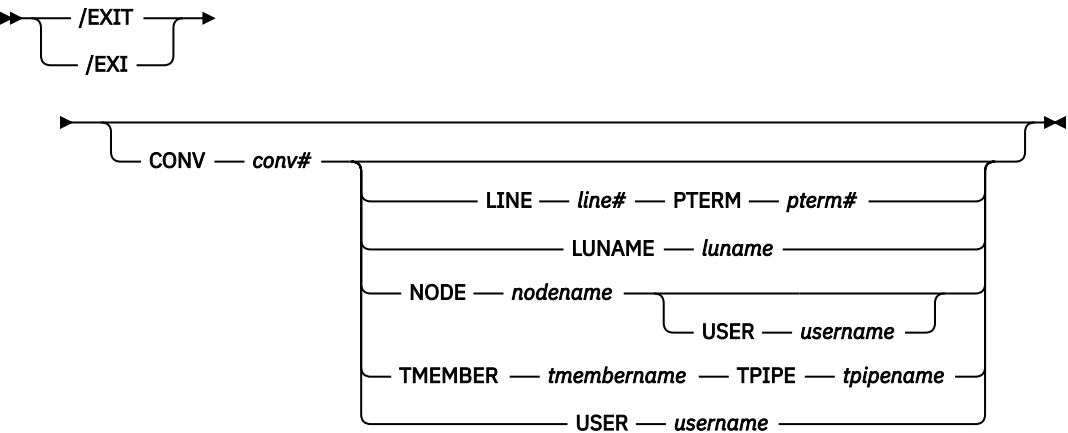 /EXIT
/EXI
CONV conv#
LINE line# PTERM pterm#
LUNAME luname
NODE nodename
USER username
TMEMBER tmembername TPIPE tpipename
USER username